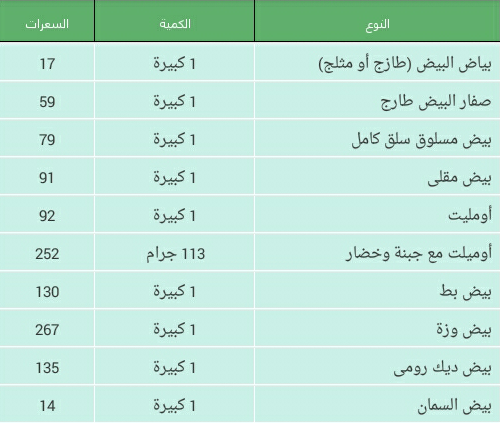 النوع الكمية السعرات
بياض البيض (طازج أو مثلج) 1 كبيرة 17
صفار البيض طارج 1 كبيرة 59
بيض مسلوق سلق كامل 1 كبيرة 79
بيض مقلى 1 كبيرة 91
أومليت 1 كبيرة 92
أوميلت مع جبنة وخضار 113 جرام 252
بيض بط 1 كبيرة 130
بيض وزة 1 كبيرة 267
بيض ديك رومى 1 كبيرة 135
بيض السمان 1 كبيرة 14